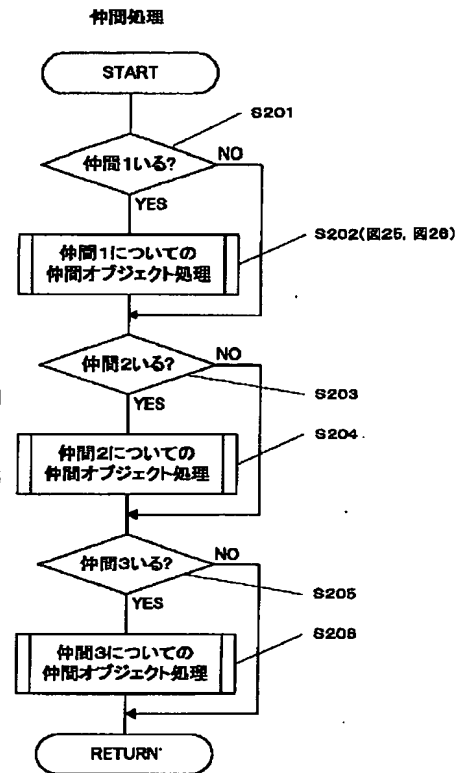 仲間処理
START
S201
仲間1いる?
NO
YES
仲間1についての
仲間オブジェクト処理
S202(図25, 図26)
仲間2いる?
NO
YES
S203
仲間2についての
仲間オブジェクト処理
S204
仲間3いる?
NO
YES
S205
仲間3についての
仲間オブジェクト処理
S206
RETURN